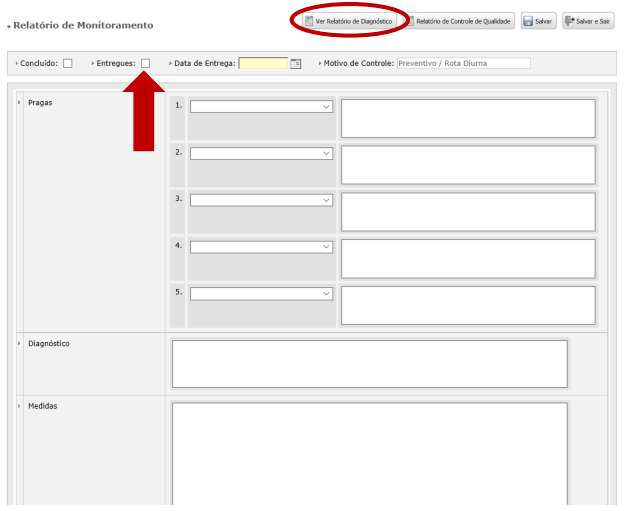 Relatório de Monitoramento
Ver Relatório de Diagnóstico
Relatório de Controle de Qualidade
Salvar
Salvar e Sair
Concluído:
Entregues:
Data de Entrega:
Motivo de Controle: Preventivo / Rota Diurna
Pragas
1.
2.
3.
4.
5.
Diagnóstico
Medidas